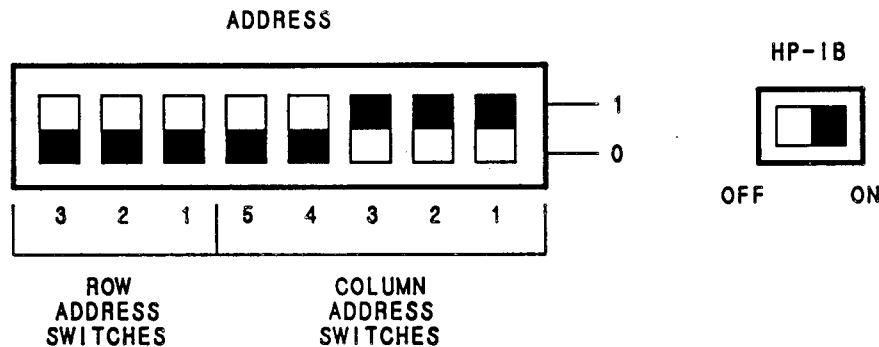 ADDRESS
HP-IB
1
0
OFF ON
3 2 1 5 4 3 2 1
ROW
ADDRESS
SWITCHES
COLUMN
ADDRESS
SWITCHES